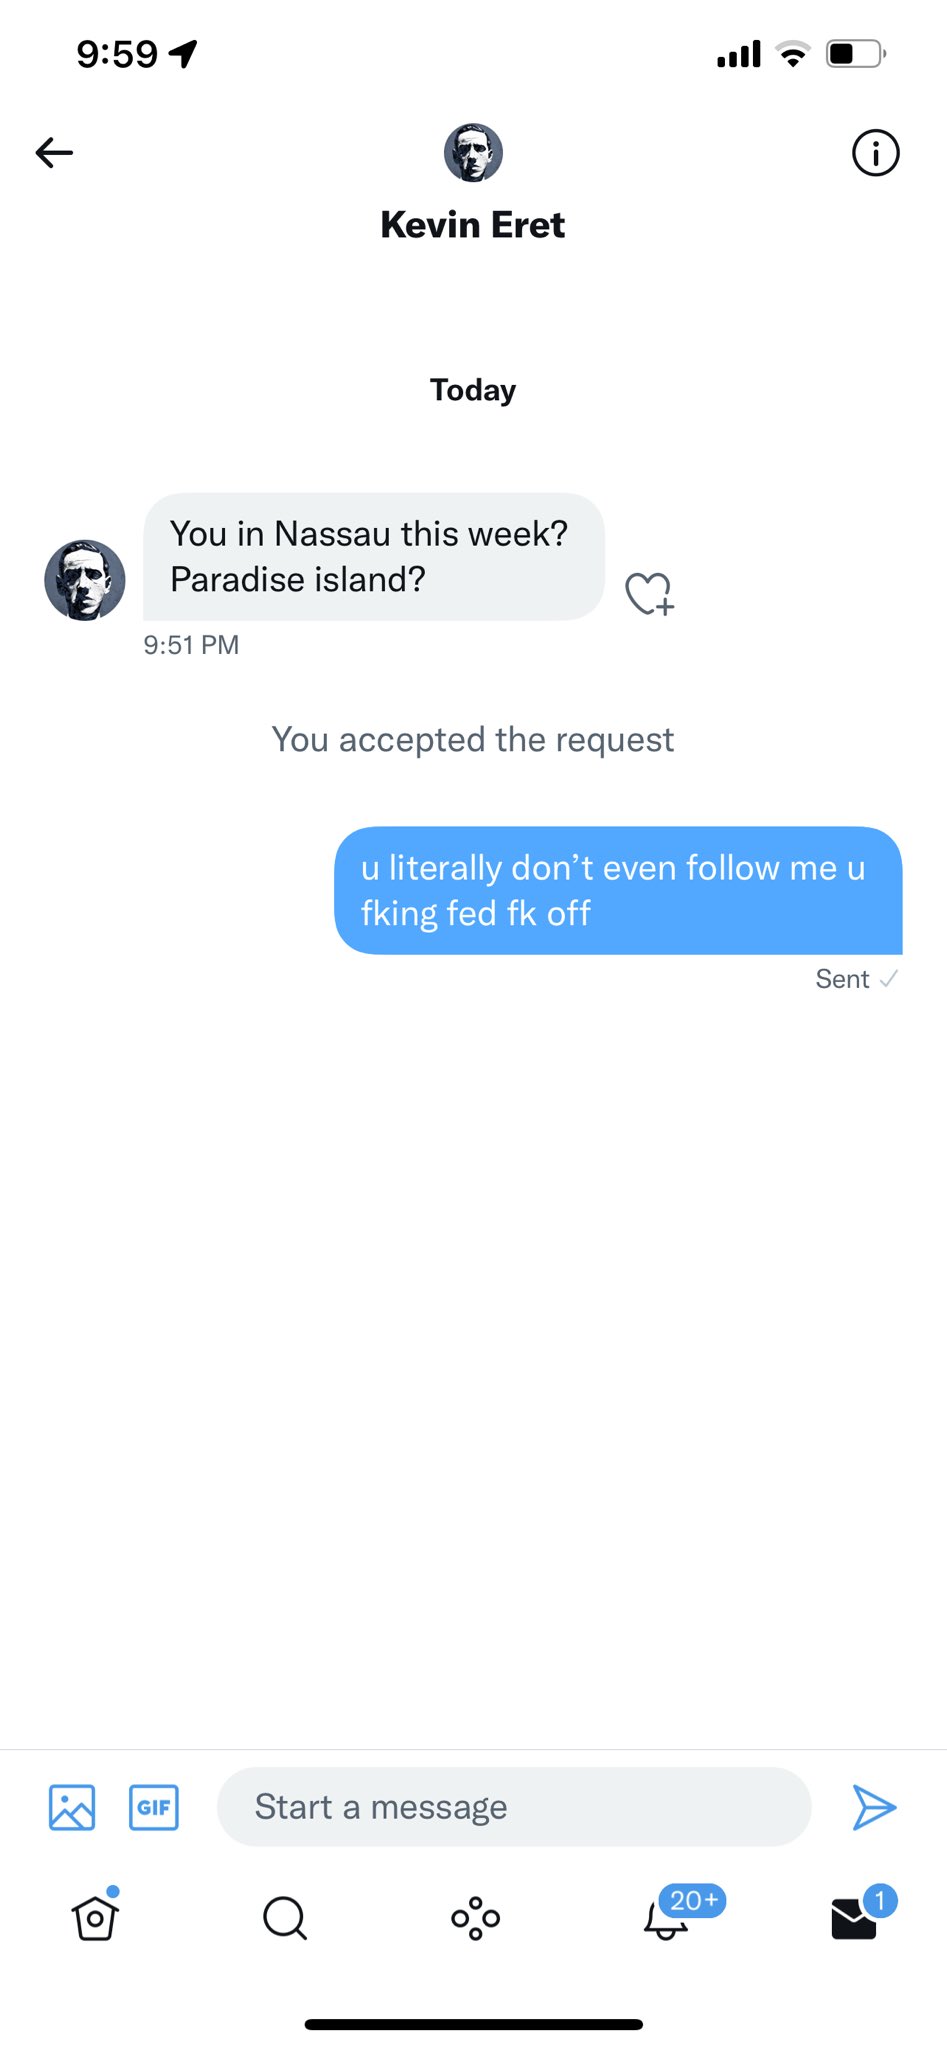 9:59
Kevin Eret
Today
You in Nassau this week?
Paradise island?
9:51 PM
You accepted the request
u literally don’t even follow me u
fking fed fk off
Sent
GIF
Start a message
20+
1